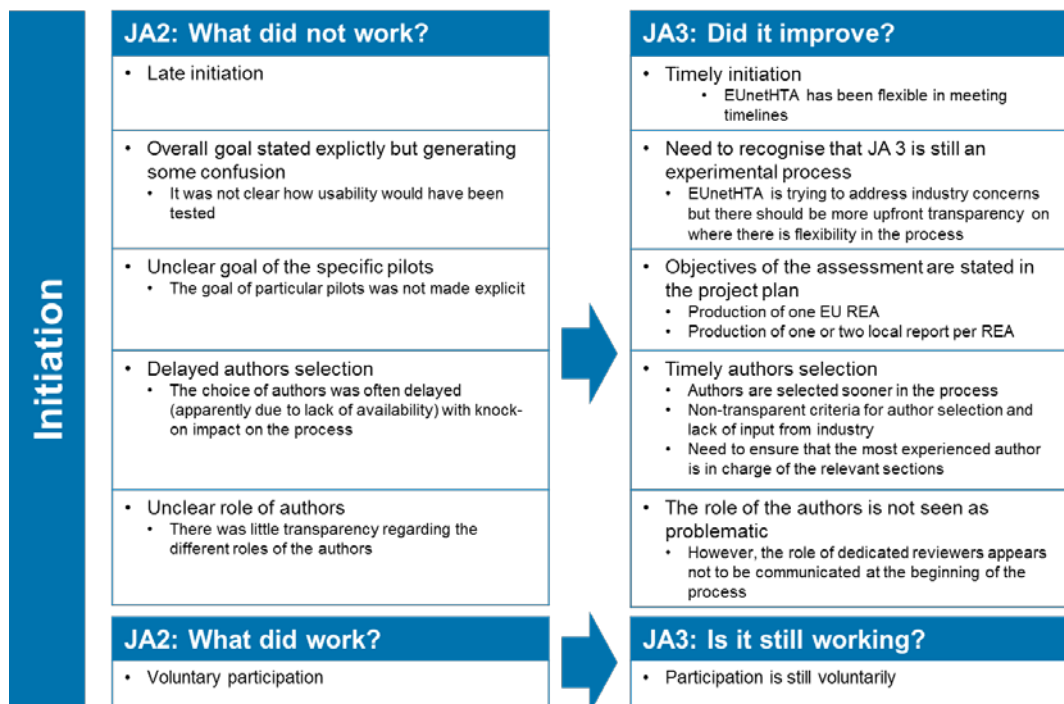 Initiation
JA2: What did not work?
• Late initiation
• Overall goal stated explicitly but generating
some confusion
• It was not clear how usability would have been
tested
• Unclear goal of the specific pilots
• The goal of particular pilots was not made explicit
• Delayed authors selection
• The choice of authors was often delayed
(apparently due to lack of availability) with knock-
on impact on the process
• Unclear role of authors
• There was little transparency regarding the
different roles of the authors
JA2: What did work?
• Voluntary participation
JA3: Did it improve?
• Timely initiation
• EUnetHTA has been flexible in meeting
timelines
• Need to recognise that JA 3 is still an
experimental process
• EUnetHTA is trying to address industry concerns
but there should be more upfront transparency on
where there is flexibility in the process
• Objectives of the assessment are stated in
the project plan
• Production of one EU REA
• Production of one or two local report per REA
• Timely authors selection
• Authors are selected sooner in the process
• Non-transparent criteria for author selection and
lack of input from industry
• Need to ensure that the most experienced author
is in charge of the relevant sections
• The role of the authors is not seen as
problematic
• However, the role of dedicated reviewers appears
not to be communicated at the beginning of the
process
JA3: Is it still working?
• Participation is still voluntarily